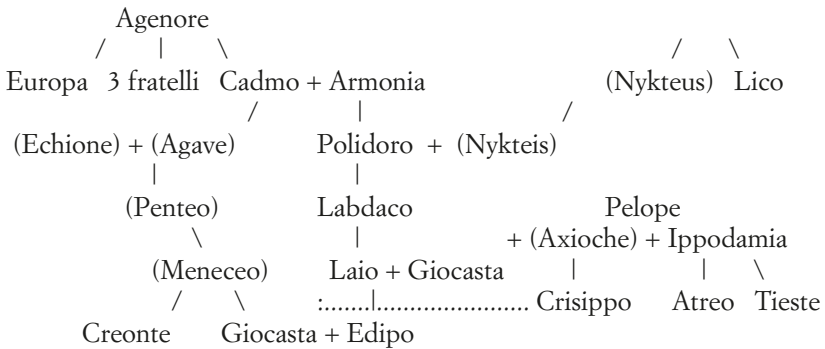 Agenore
/ | \ / \
Europa 3 fratelli Cadmo + Armonia (Nykteus) Lico
/ | /
(Echione) + (Agave) Polidoro + (Nykteis)
| |
(Penteo) Labdaco Pelope
\ | + (Axioche) + Ippodamia
(Meneceo) Laio + Giocasta | | \
/ \ :.......|....................... Crisippo Atreo Tieste
Creonte Giocasta + Edipo